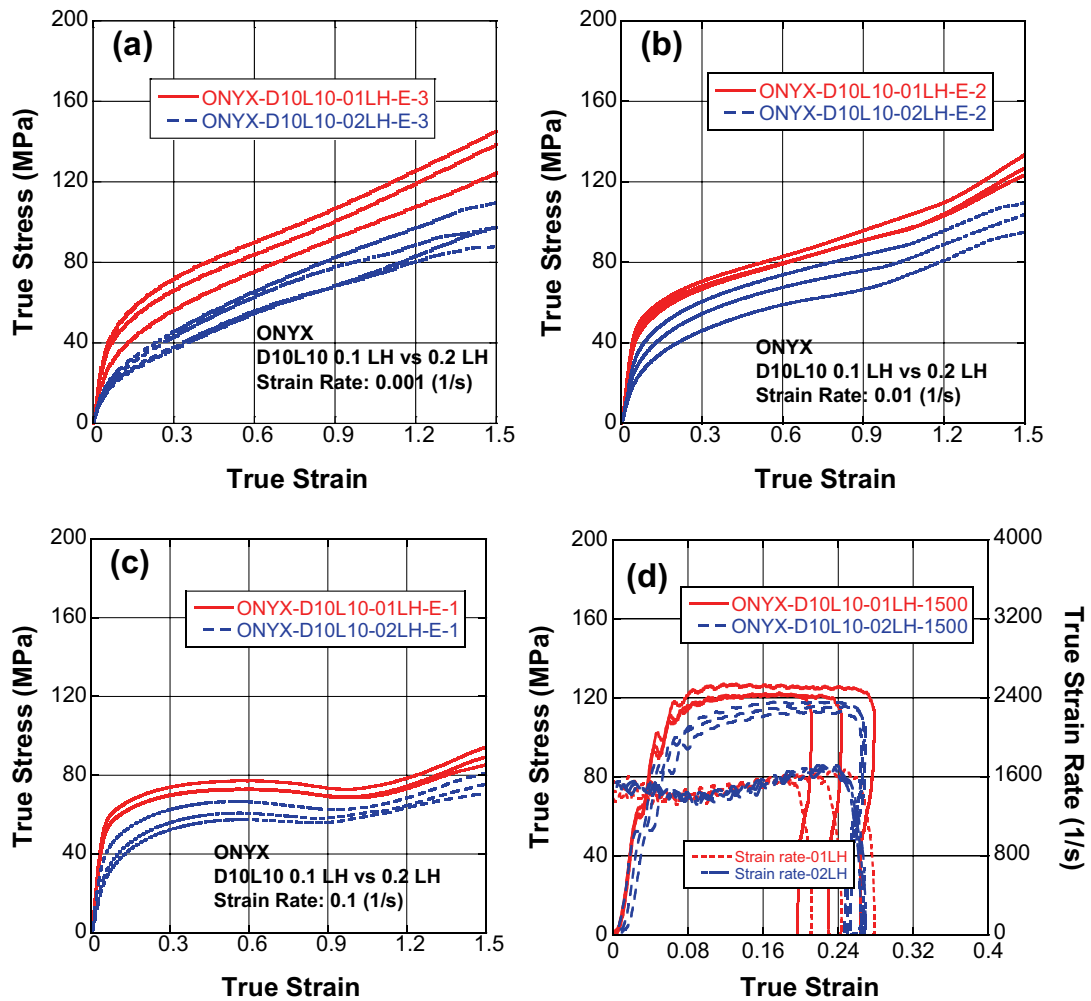 (a)
200
160
120
80
40
0
True Stress (MPa)
ONYX-D10L10-01LH-E-3
ONYX-D10L10-02LH-E-3
ONYX
D10L10 0.1 LH vs 0.2 LH
Strain Rate: 0.001 (1/s)
0 0.3 0.6 0.9 1.2 1.5
True Strain
(b)
200
160
120
80
40
0
True Stress (MPa)
ONYX-D10L10-01LH-E-2
ONYX-D10L10-02LH-E-2
ONYX
D10L10 0.1 LH vs 0.2 LH
Strain Rate: 0.01 (1/s)
0 0.3 0.6 0.9 1.2 1.5
True Strain
(c)
200
160
120
80
40
0
True Stress (MPa)
ONYX-D10L10-01LH-E-1
ONYX-D10L10-02LH-E-1
ONYX
D10L10 0.1 LH vs 0.2 LH
Strain Rate: 0.1 (1/s)
0 0.3 0.6 0.9 1.2 1.5
True Strain
(d)
200
160
120
80
40
0
True Stress (MPa)
ONYX-D10L10-01LH-1500
ONYX-D10L10-02LH-1500
Strain rate-01LH
Strain rate-02LH
4000
3200
2400
1600
800
0
True Strain Rate (1/s)
0 0.08 0.16 0.24 0.32 0.4
True Strain